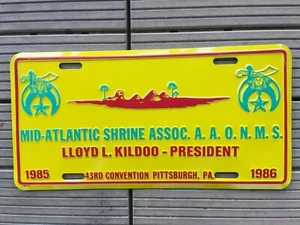 MID-ATLANTIC SHRINE ASSOC. A. A. O. N. M. S.
LLOYD L. KILDOO - PRESIDENT
1985 43RD CONVENTION PITTSBURGH, PA. 1986